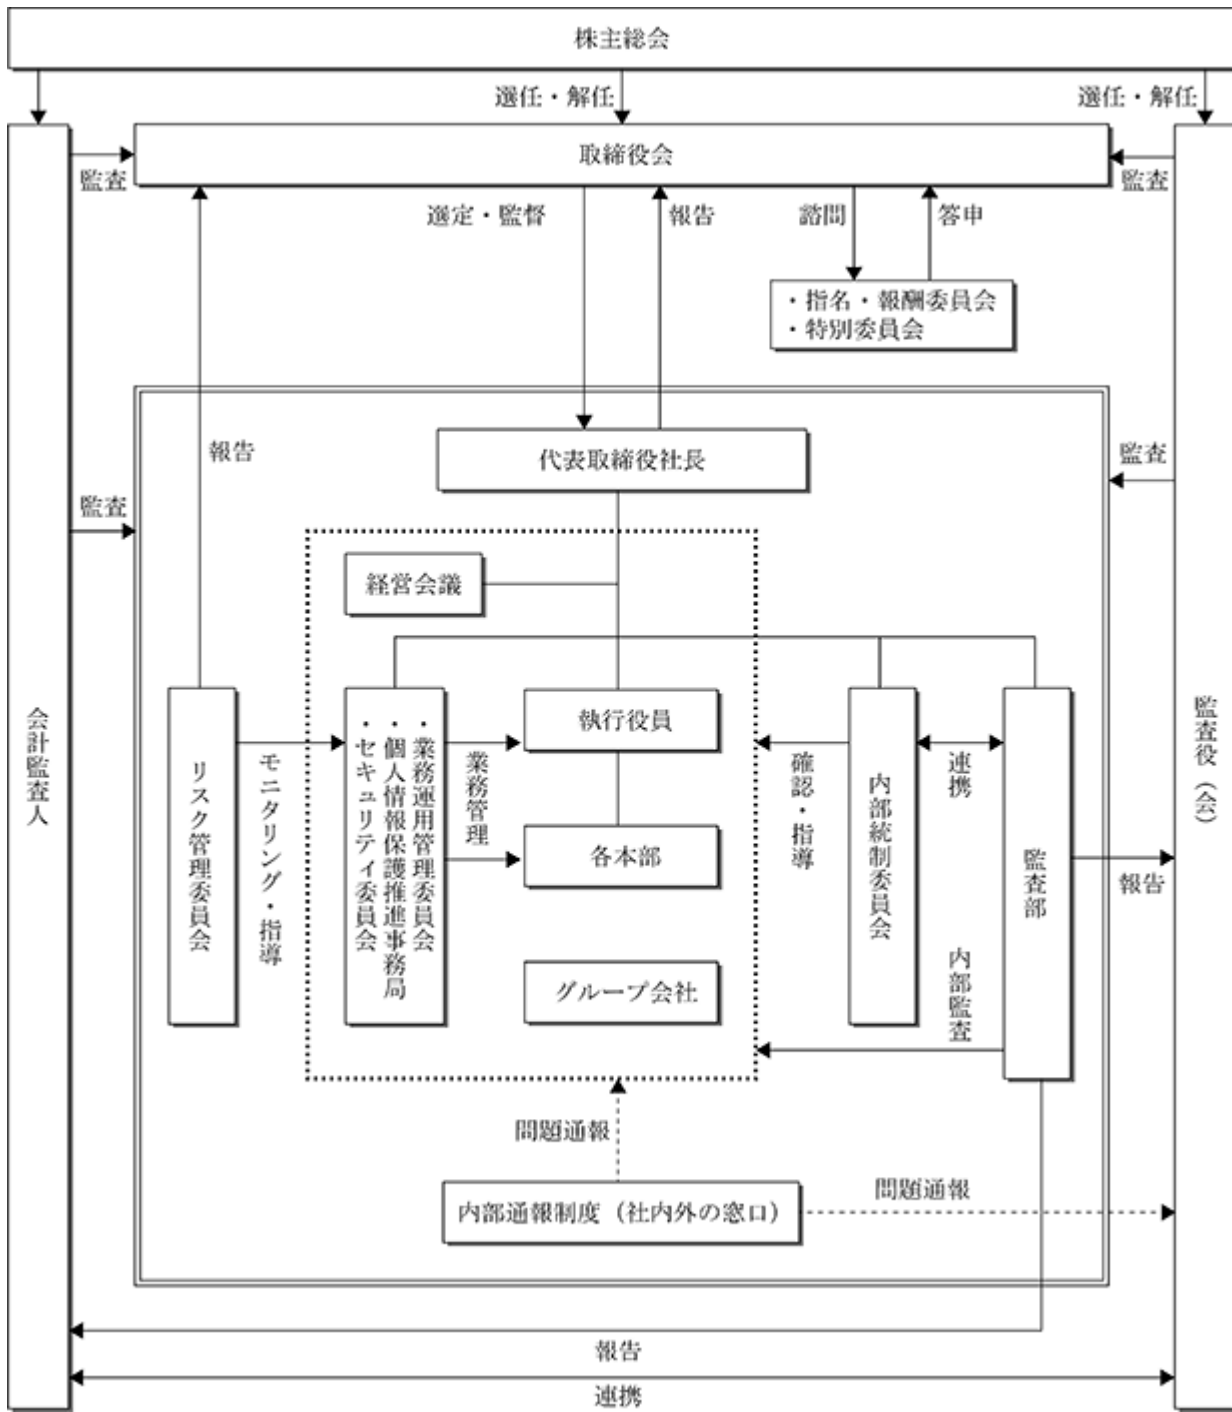 株主総会
選任・解任
選任・解任
取締役会
監査
監査
選定・監督
報告
諮問
答申
・指名・報酬委員会
・特別委員会
報告
代表取締役社長
監査
監査
経営会議
会計監査人
リスク管理委員会
モニタリング・指導
・業務運用管理委員会
・個人情報保護推進事務局
・セキュリティ委員会
業務管理
執行役員
各本部
グループ会社
確認・指導
内部統制委員会
連携
内部監査
監査部
報告
監査役（会）
問題通報
内部通報制度（社内外の窓口）
問題通報
報告
連携